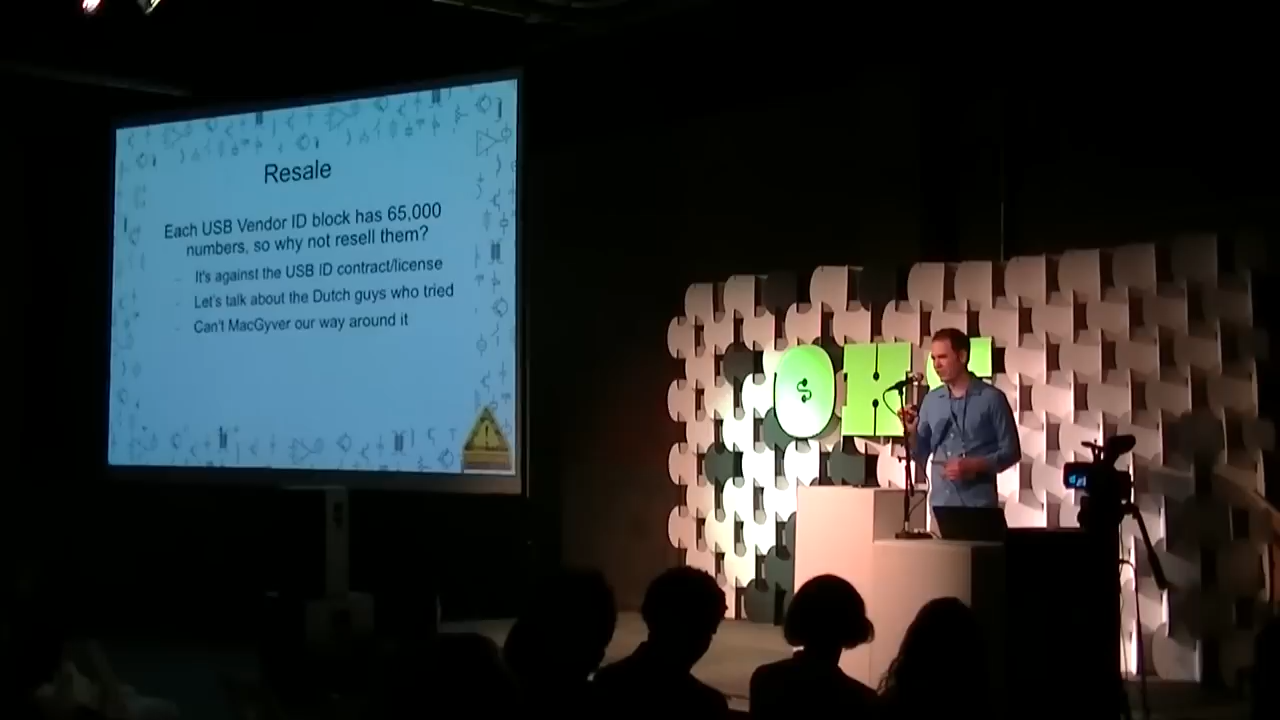 Resale
Each USB Vendor ID block has 65,000
numbers, so why not resell them?
- It's against the USB ID contract/license
- Let's talk about the Dutch guys who tried
- Can't MacGyver our way around it
OH